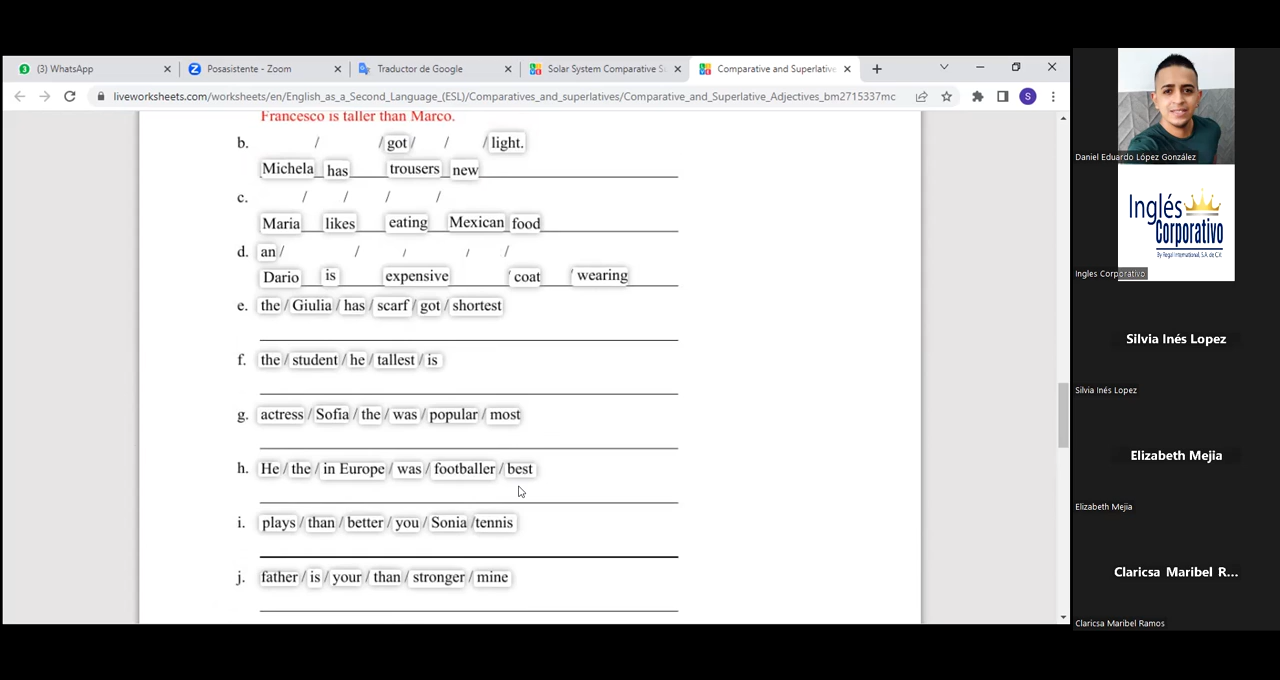 (3) WhatsApp
Posasistente - Zoom
Traductor de Google
Solar System Comparative S
Comparative and Superlative
liveworksheets.com/worksheets/en/English_as_a_Second_Language_(ESL)/Comparatives_and_superlatives/Comparative_and_Superlative_Adjectives_bm2715337mc
S
Francesco is taller than Marco.
b. / / got / / / light.
Michela has trousers new
c. / / / /
Maria likes eating Mexican food
d. an / / / / /
Dario is expensive / coat / wearing
e. the / Giulia / has / scarf / got / shortest
f. the / student / he / tallest / is
g. actress / Sofia / the / was / popular / most
h. He / the / in Europe / was / footballer / best
i. plays / than / better / you / Sonia /tennis
j. father / is / your / than / stronger / mine
Daniel Eduardo López González
Inglés
Corporativo
By Regal International, S.A. de C.V.
Ingles Corporativo
Silvia Inés Lopez
Silvia Inés Lopez
Elizabeth Mejia
Elizabeth Mejia
Claricsa Maribel R...
Claricsa Maribel Ramos